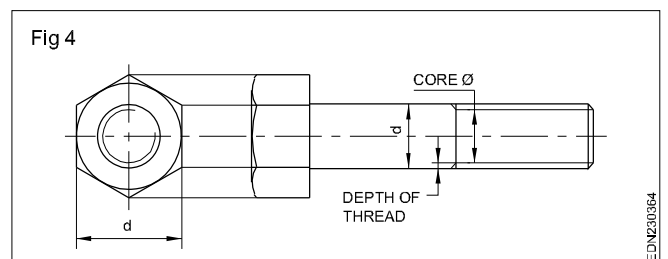 Fig 4
CORE Ø
d
DEPTH OF
THREAD
d
EDN230364